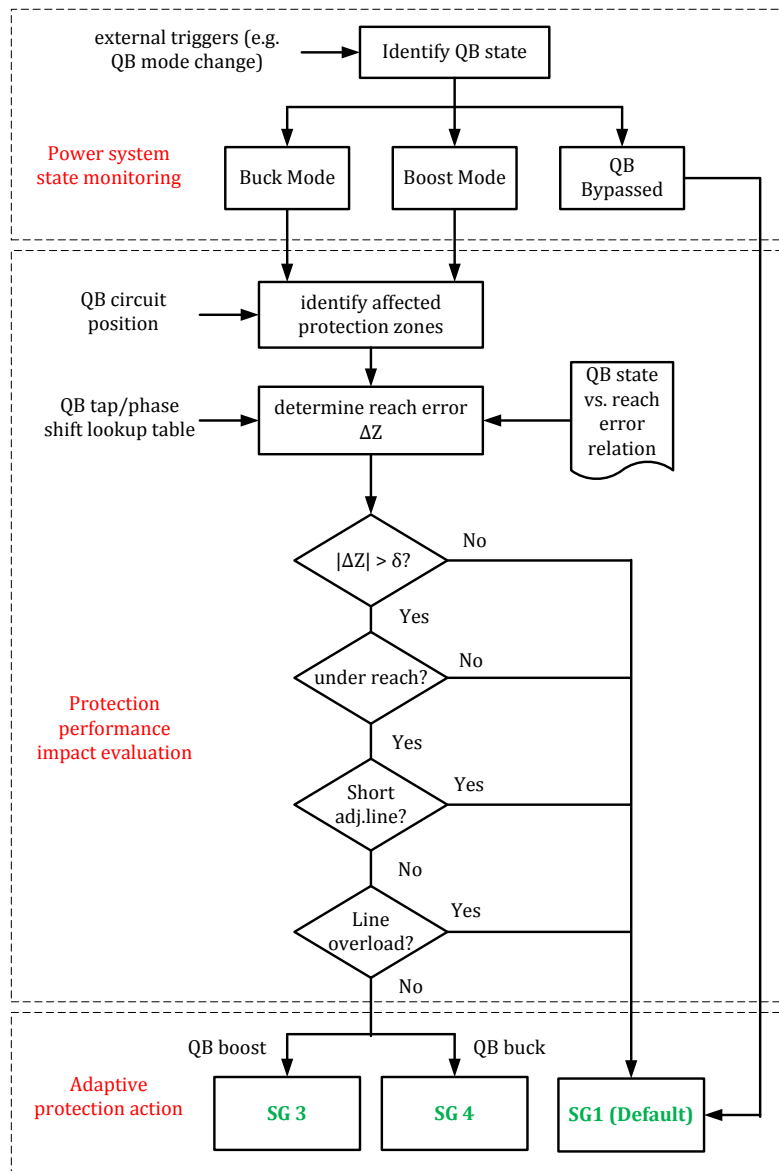 external triggers (e.g.
QB mode change)
Identify QB state
Power system
state monitoring
Buck Mode
Boost Mode
QB
Bypassed
QB circuit
position
identify affected
protection zones
QB tap/phase
shift lookup table
determine reach error
ΔZ
QB state
vs. reach
error
relation
|ΔZ| > δ?
No
Yes
under reach?
No
Yes
Protection
performance
impact evaluation
Short
adj.line?
Yes
No
Line
overload?
Yes
No
QB boost
QB buck
Adaptive
protection action
SG 3
SG 4
SG1 (Default)